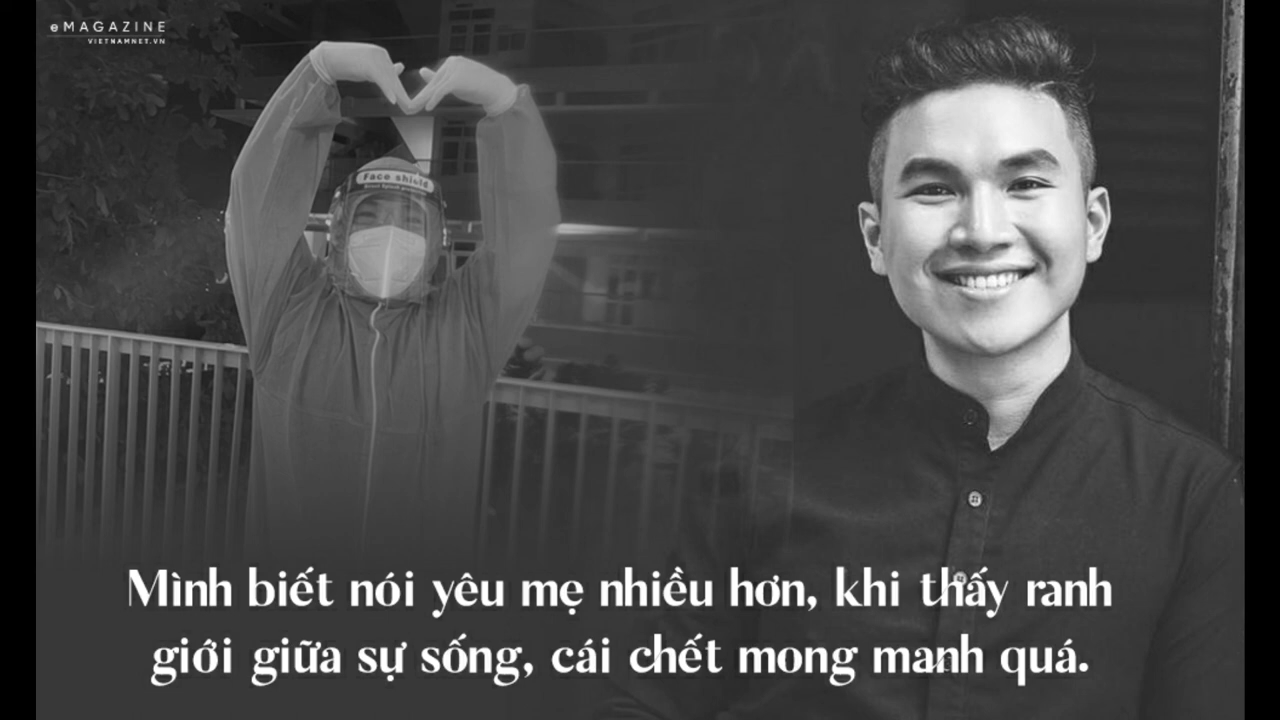 eMAGAZINE
VIETNAMNET.VN
Face shield
Mình biết nói yêu mẹ nhiều hơn, khi thấy ranh
giới giữa sự sống, cái chết mong manh quá.